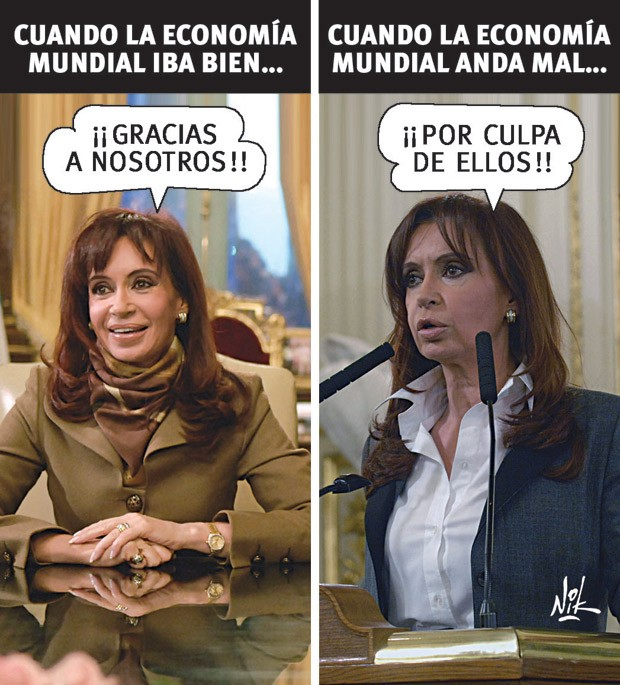 CUANDO LA ECONOMÍA
MUNDIAL IBA BIEN...
¡¡GRACIAS
A NOSOTROS!!
CUANDO LA ECONOMÍA
MUNDIAL ANDA MAL...
¡¡POR CULPA
DE ELLOS!!
Nik